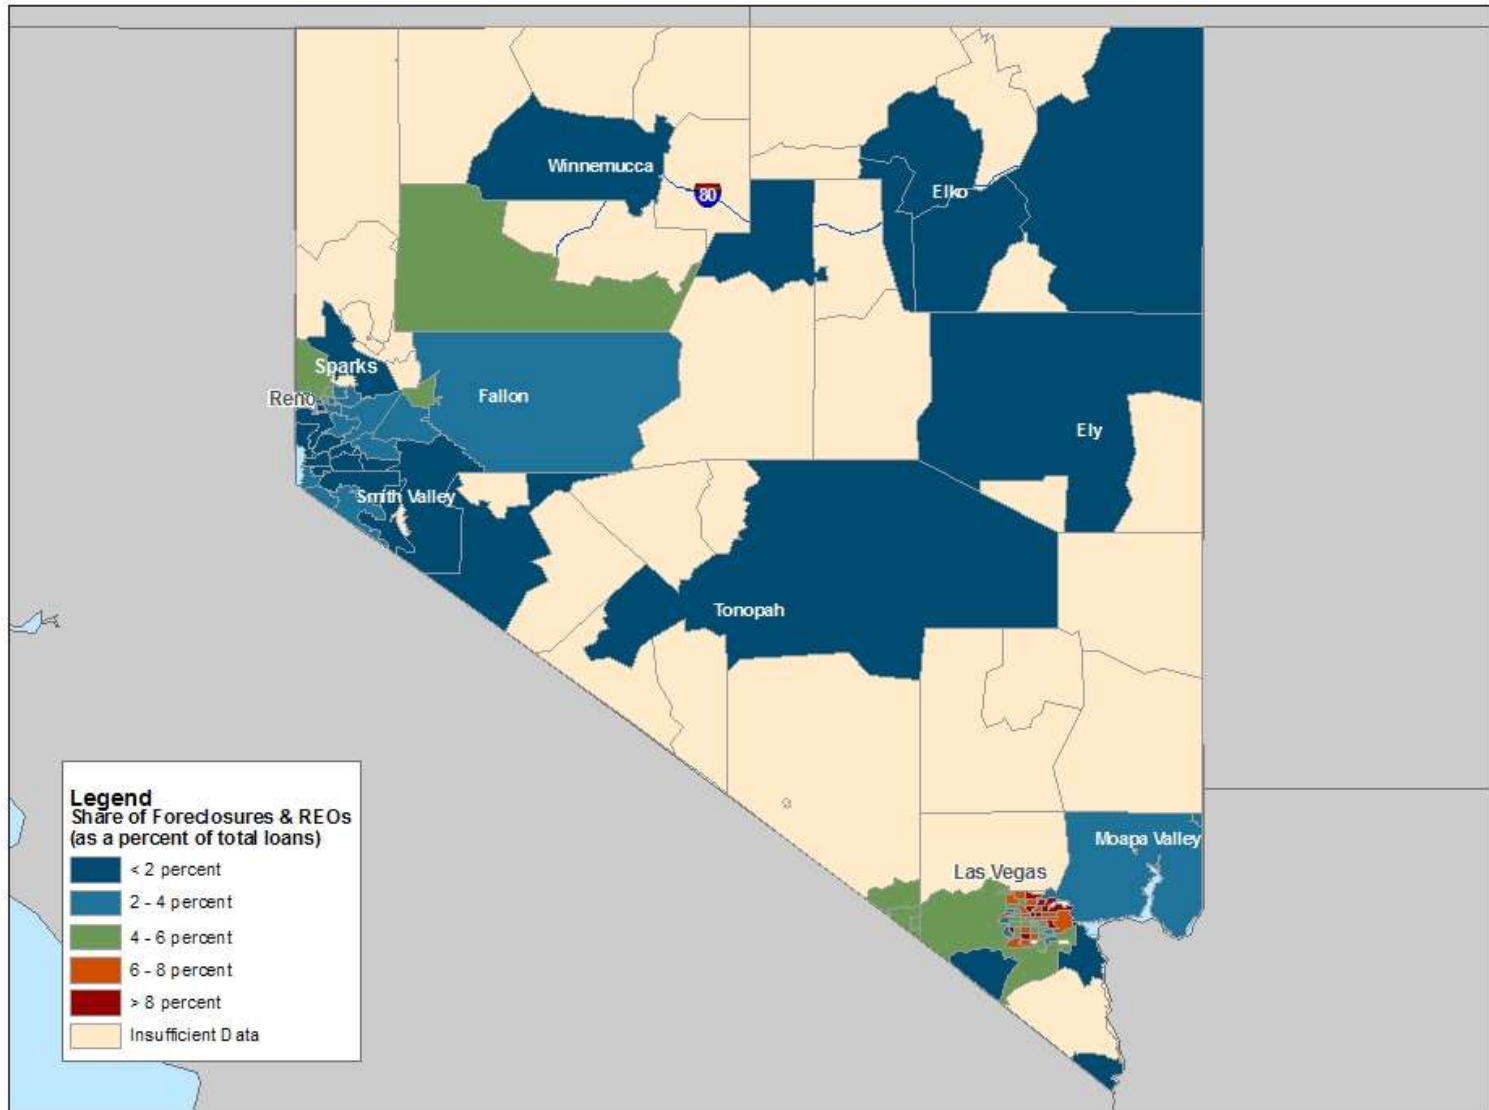 Winnemucca
80
Elko
Sparks
Reno
Fallon
Ely
Smith Valley
Tonopah
Moapa Valley
Las Vegas
Legend
Share of Foreclosures & REOs
(as a percent of total loans)
< 2 percent
2 - 4 percent
4 - 6 percent
6 - 8 percent
> 8 percent
Insufficient Data